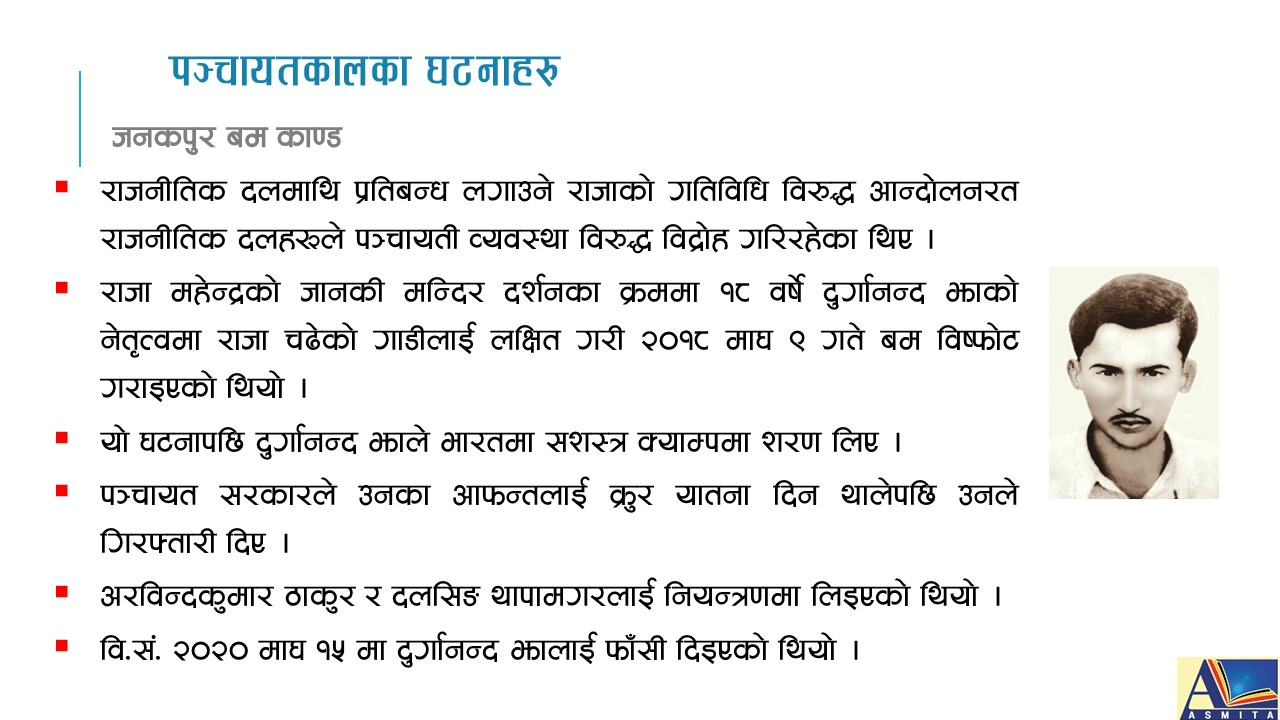 पञ्चायतकालका घटनाहरु
जनकपुर बम काण्ड
▪ राजनीतिक दलमाथि प्रतिबन्ध लगाउने राजाको गतिविधि विरुद्ध आन्दोलनरत
राजनीतिक दलहरुले पञ्चायती व्यवस्था विरुद्ध विद्रोह गरिरहेका थिए ।
▪ राजा महेन्द्रको जानकी मन्दिर दर्शनका क्रममा १८ वर्षे दुर्गानन्द झाको
नेतृत्वमा राजा चढेको गाडीलाई लक्षित गरी २०१८ माघ ९ गते बम विष्फोट
गराइएको थियो ।
▪ यो घटनापछि दुर्गानन्द झाले भारतमा सशस्त्र क्याम्पमा शरण लिए ।
▪ पञ्चायत सरकारले उनका आफन्तलाई क्रुर यातना दिन थालेपछि उनले
गिरफ्तारी दिए ।
▪ अरविन्दकुमार ठाकुर र दलसिङ थापामगरलाई नियन्त्रणमा लिइएको थियो ।
▪ वि.सं. २०२० माघ १५ मा दुर्गानन्द झालाई फाँसी दिइएको थियो ।
ASMITA